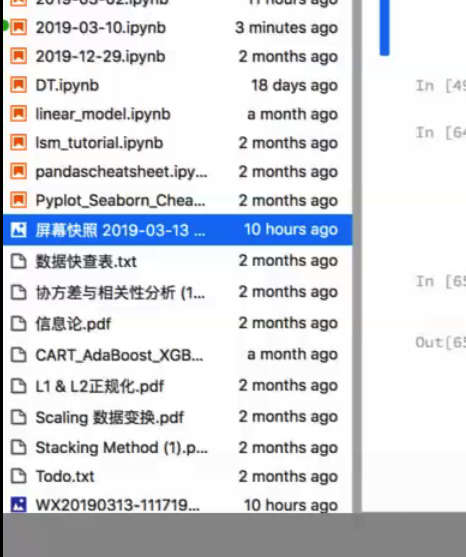 2019-03-02.ipynb 11 hours ago
2019-03-10.ipynb 3 minutes ago
2019-12-29.ipynb 2 months ago
DT.ipynb 18 days ago
linear_model.ipynb a month ago
In [49
lsm_tutorial.ipynb 2 months ago
In [64
pandascheatsheet.ipy... 2 months ago
Pyplot_Seaborn_Chea... 2 months ago
屏幕快照 2019-03-13 ... 10 hours ago
数据快查表.txt 2 months ago
协方差与相关性分析 (1... 2 months ago
In [65
信息论.pdf 2 months ago
CART_AdaBoost_XGB... a month ago
Out[65
L1 & L2正规化.pdf 2 months ago
Scaling 数据变换.pdf 2 months ago
Stacking Method (1).p... 2 months ago
Todo.txt 2 months ago
WX20190313-111719... 10 hours ago